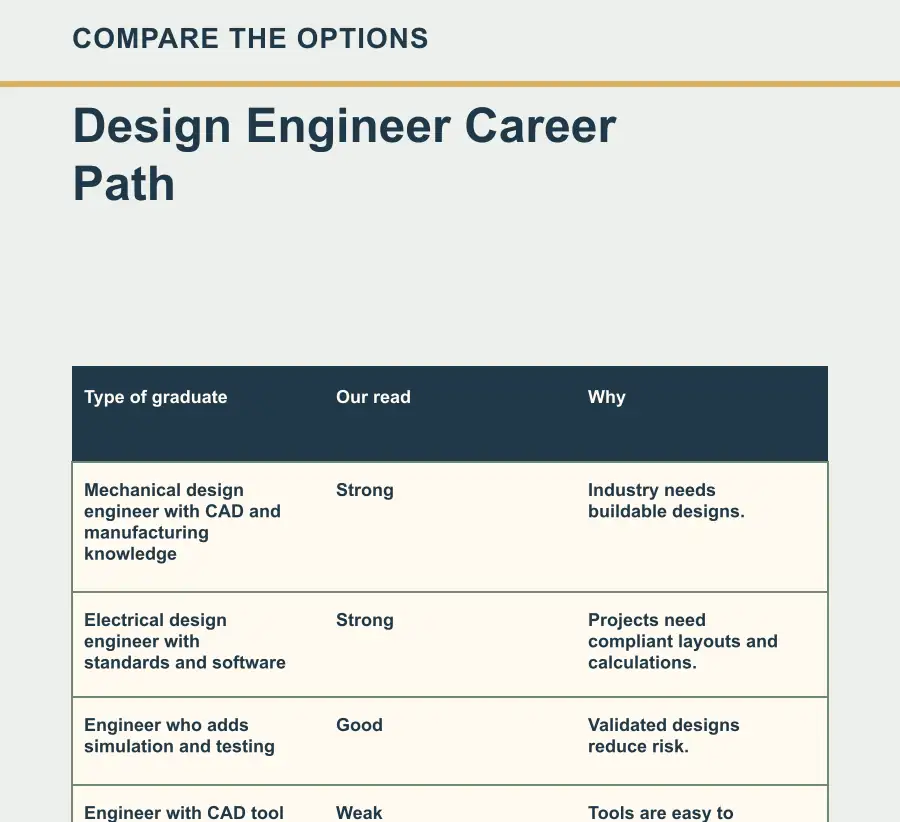 COMPARE THE OPTIONS
Design Engineer Career
Path
Type of graduate
Our read
Why
Mechanical design
engineer with CAD and
manufacturing
knowledge
Strong
Industry needs
buildable designs.
Electrical design
engineer with
standards and software
Strong
Projects need
compliant layouts and
calculations.
Engineer who adds
simulation and testing
Good
Validated designs
reduce risk.
Engineer with CAD tool
Weak
Tools are easy to